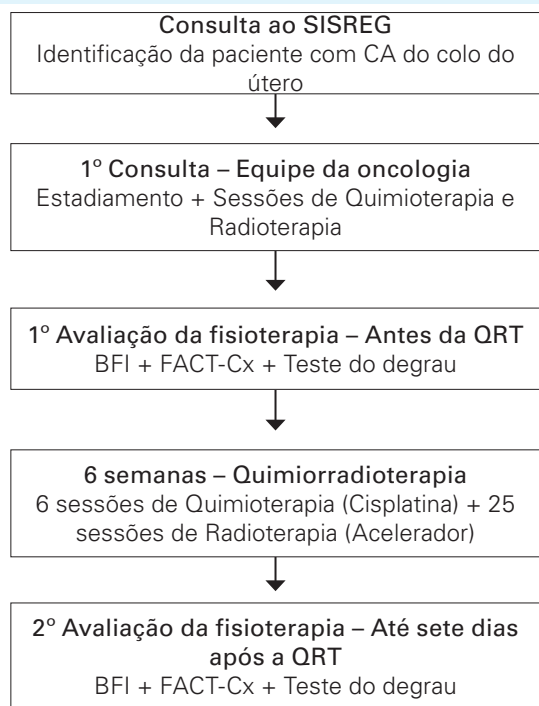 Consulta ao SISREG
Identificação da paciente com CA do colo do
útero
1º Consulta – Equipe da oncologia
Estadiamento + Sessões de Quimioterapia e
Radioterapia
1º Avaliação da fisioterapia – Antes da QRT
BFI + FACT-Cx + Teste do degrau
6 semanas – Quimiorradioterapia
6 sessões de Quimioterapia (Cisplatina) + 25
sessões de Radioterapia (Acelerador)
2º Avaliação da fisioterapia – Até sete dias
após a QRT
BFI + FACT-Cx + Teste do degrau